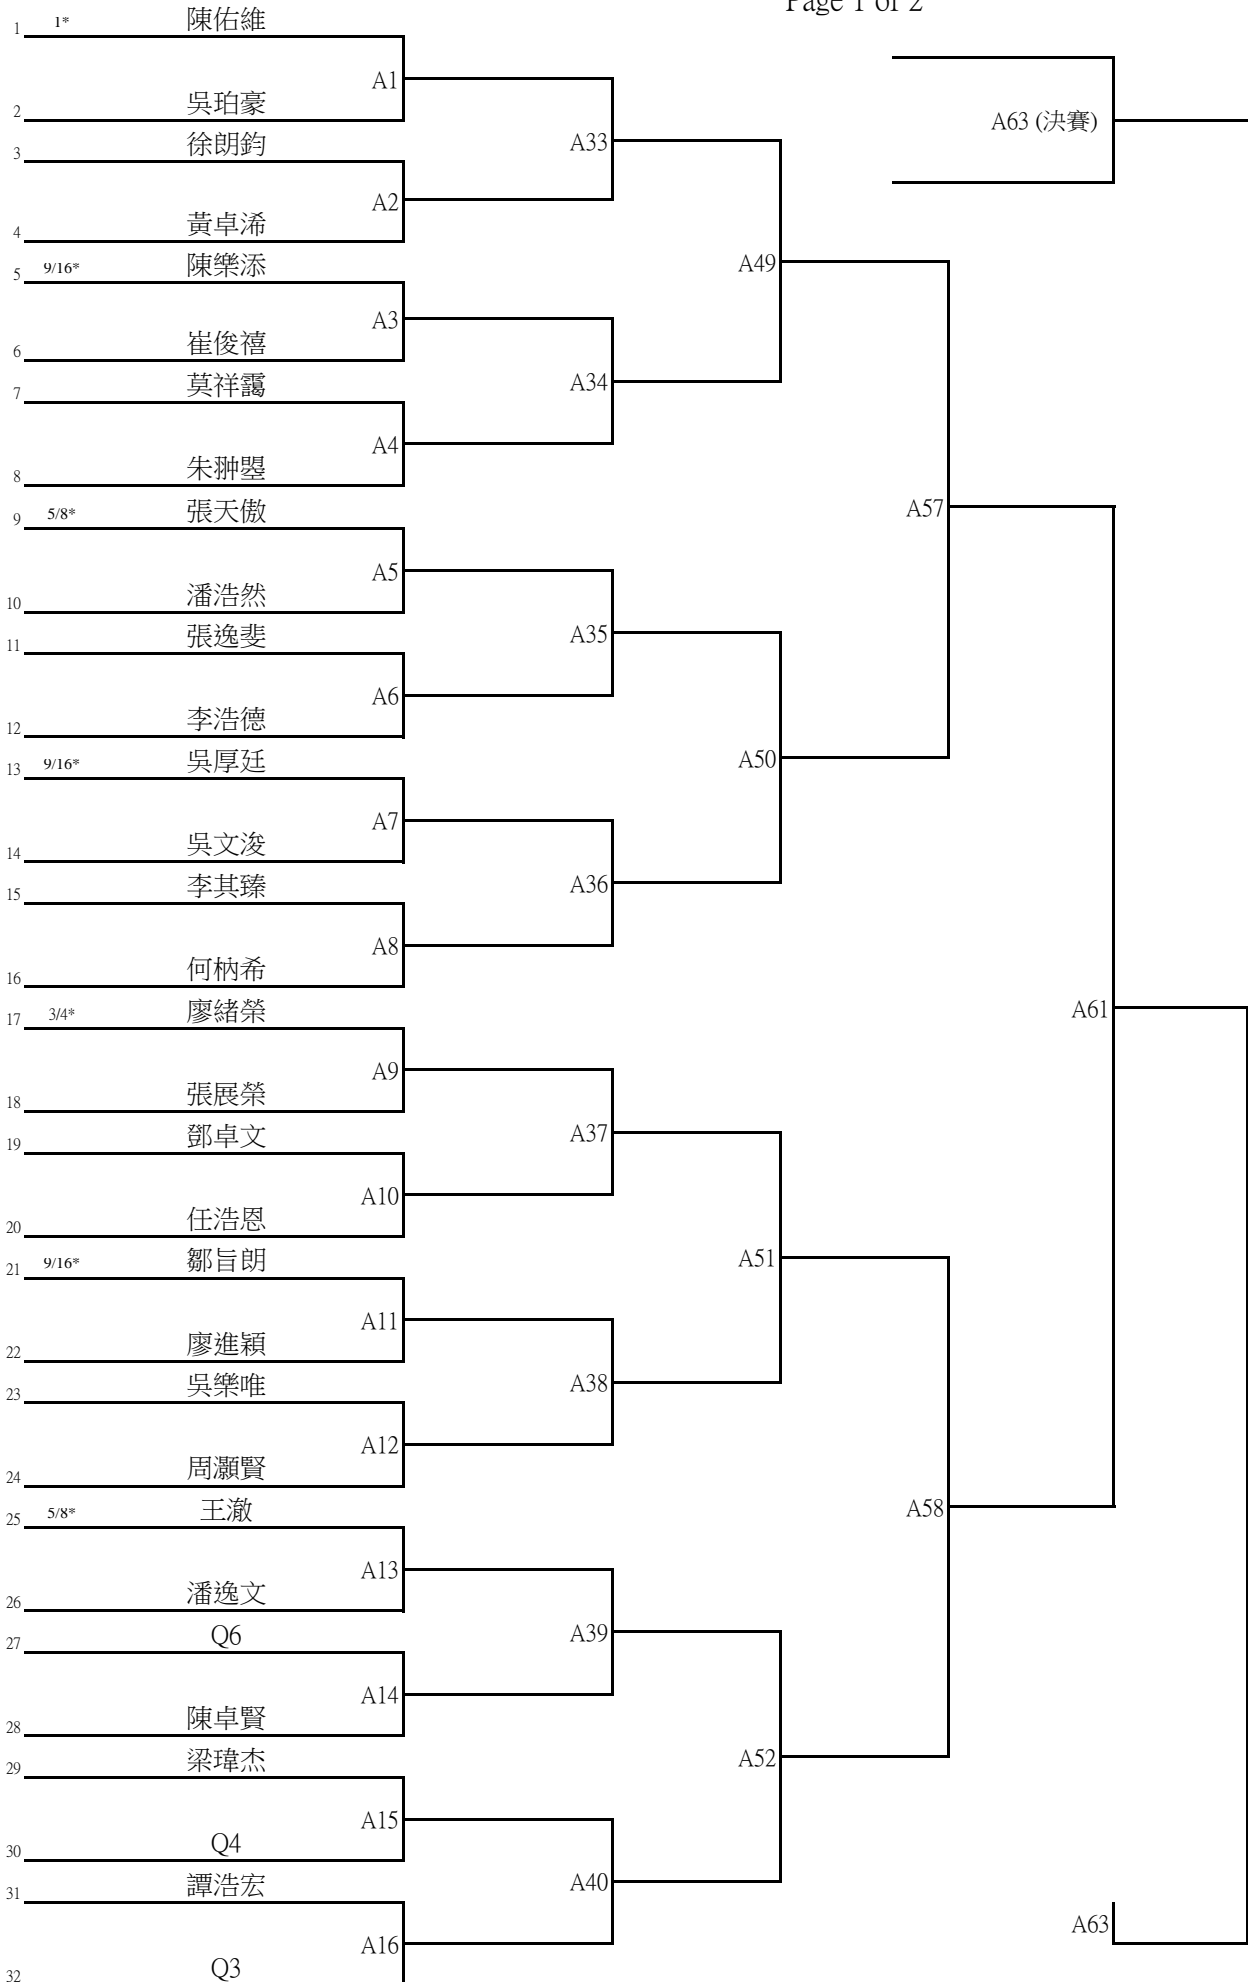 Page 1 of 2
1 1* 陳佑維
A1
2 吳珀豪
A63 (決賽)
3 徐朗鈞
A33
A2
4 黃卓浠
5 9/16* 陳樂添
A49
A3
6 崔俊禧
7 莫祥靄
A34
A4
8 朱翀曌
9 5/8* 張天傲
A57
A5
10 潘浩然
11 張逸斐
A35
A6
12 李浩德
13 9/16* 吳厚廷
A50
A7
14 吳文浚
15 李其臻
A36
A8
16 何枘希
17 3/4* 廖緒榮
A61
A9
18 張展榮
19 鄧卓文
A37
A10
20 任浩恩
21 9/16* 鄒旨朗
A51
A11
22 廖進穎
23 吳樂唯
A38
A12
24 周灝賢
25 5/8* 王澈
A58
A13
26 潘逸文
27 Q6
A39
A14
28 陳卓賢
29 梁瑋杰
A52
A15
30 Q4
31 譚浩宏
A40
A63
A16
32 Q3